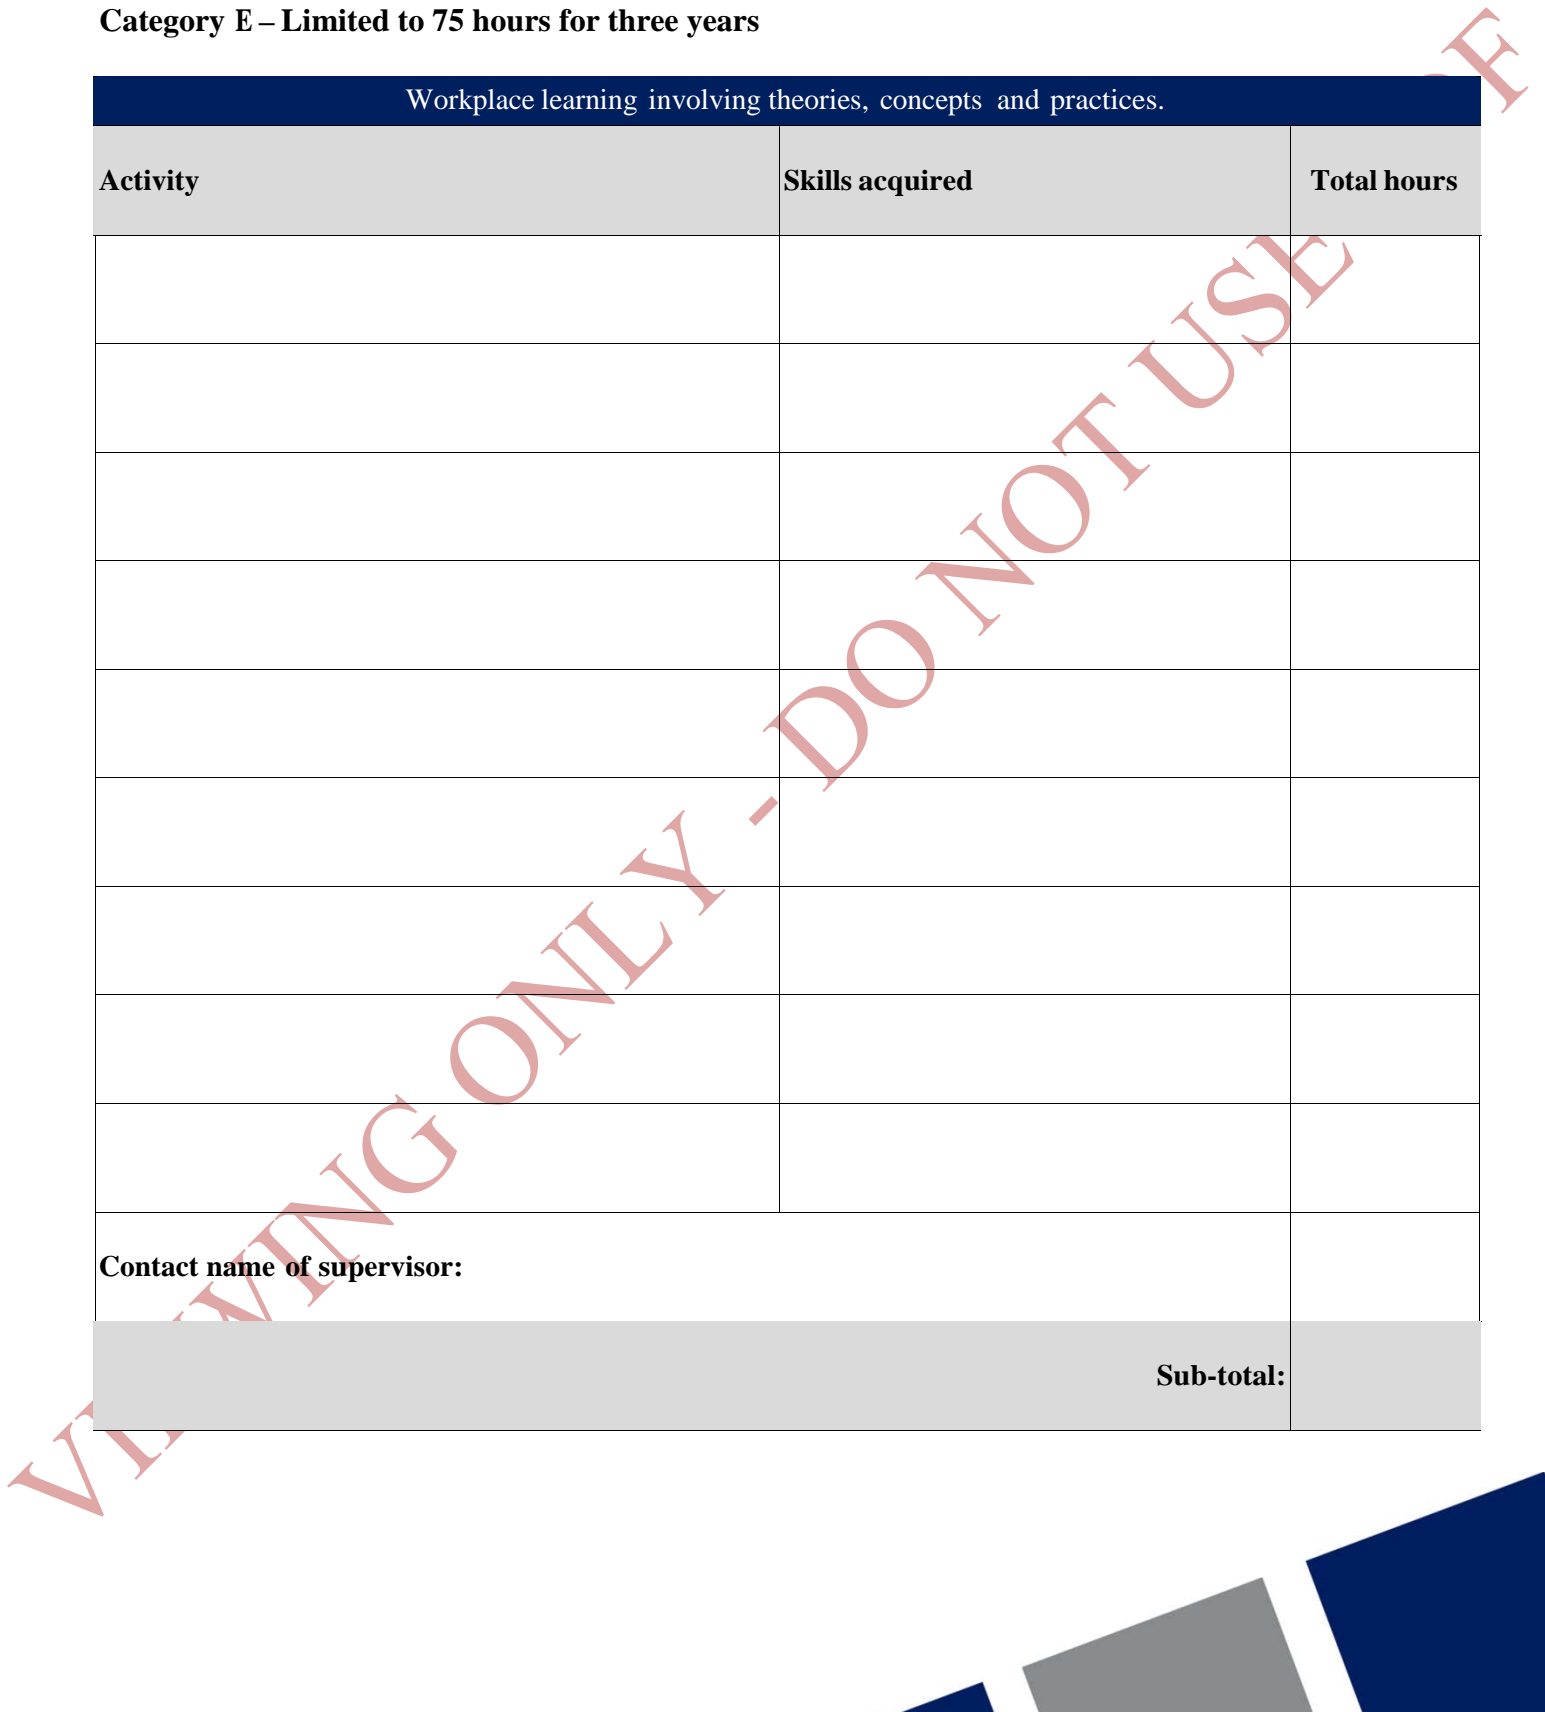 Category E – Limited to 75 hours for three years
Workplace learning involving theories, concepts and practices.
Activity Skills acquired Total hours
Contact name of supervisor:
Sub-total:
VIEWING ONLY - DO NOT USE OF